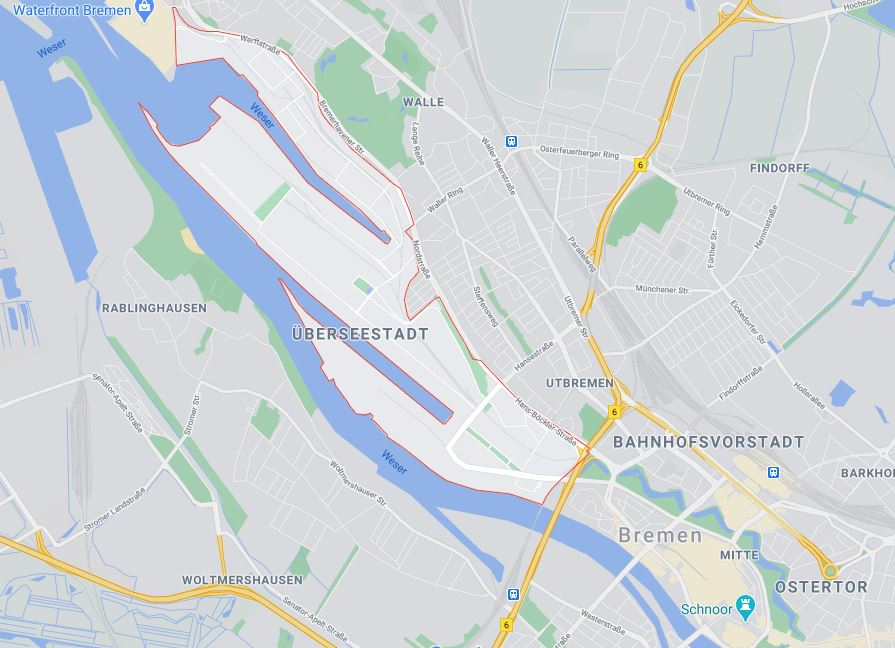 Waterfront Bremen
Hochsch
Weser
Werftstraße
Weser
Bremerhavener Str.
WALLE
Lange Reihe
Waller Heerstraße
Osterfeuerberger Ring
6
FINDORFF
Utbremer Ring
Waller Ring
Hemmstraße
Fürther Str.
Parallelweg
Nordstraße
Münchener Str.
Steffensweg
Eickedorfer Str.
Utbremer Str.
RABLINGHAUSEN
ÜBERSEESTADT
Hansestraße
Findorffstraße
UTBREMEN
Hollerallee
Senator-Apelt-Straße
Stromer Str.
Hans-Böckler-Straße
6
BAHNHOFSVORSTADT
Weser
BARKHO
Woltmershauser Str.
Stromer Landstraße
Bremen
MITTE
WOLTMERSHAUSEN
OSTERTOR
Senator-Apelt-Straße
Schnoor
Westerstraße
6